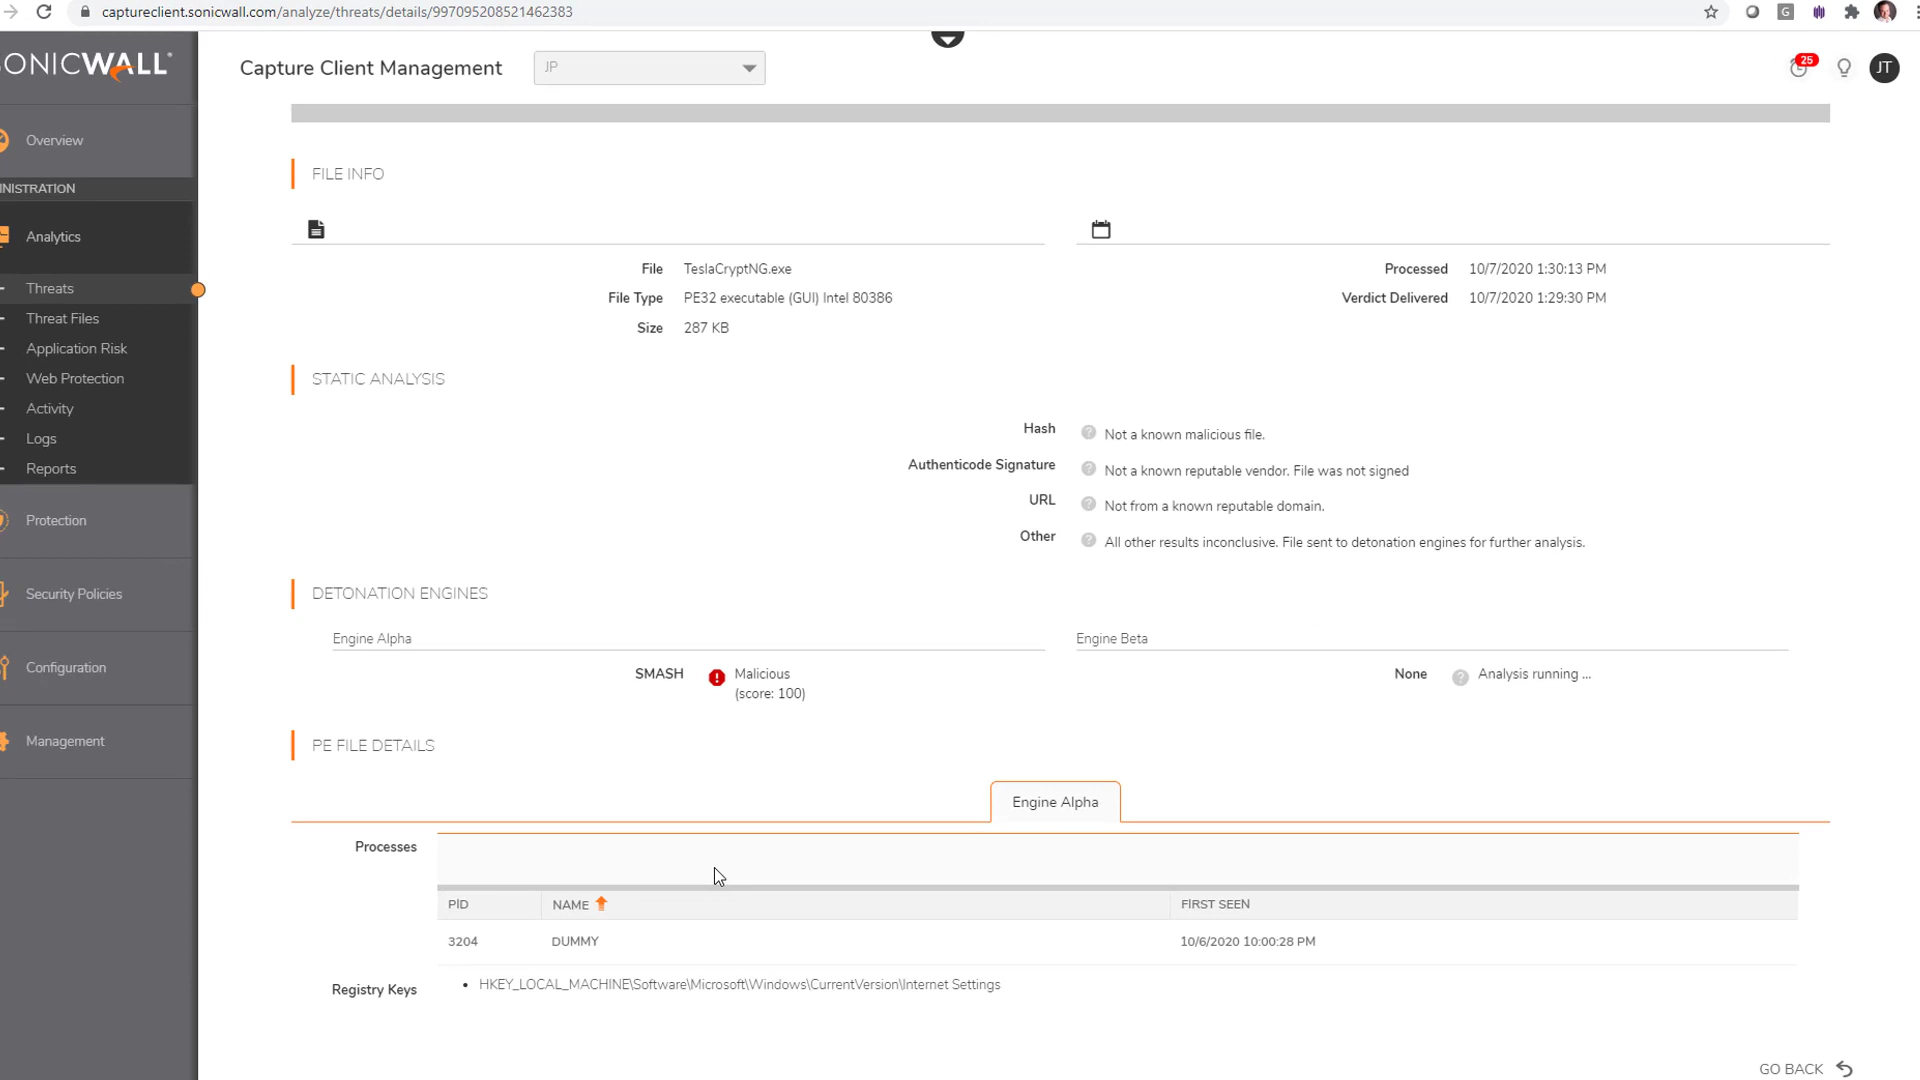 captureclient.sonicwall.com/analyze/threats/details/997095208521462383
G
SONICWALL®
Capture Client Management
JP
25
JT
Overview
NISTRATION
Analytics
Threats
Threat Files
Application Risk
Web Protection
Activity
Logs
Reports
Protection
Security Policies
Configuration
Management
FILE INFO
File TeslaCryptNG.exe
File Type PE32 executable (GUI) Intel 80386
Size 287 KB
Processed 10/7/2020 1:30:13 PM
Verdict Delivered 10/7/2020 1:29:30 PM
STATIC ANALYSIS
Hash ? Not a known malicious file.
Authenticode Signature ? Not a known reputable vendor. File was not signed
URL ? Not from a known reputable domain.
Other ? All other results inconclusive. File sent to detonation engines for further analysis.
DETONATION ENGINES
Engine Alpha
SMASH ! Malicious
(score: 100)
Engine Beta
None ? Analysis running ...
PE FILE DETAILS
Engine Alpha
Processes
PID NAME FIRST SEEN
3204 DUMMY 10/6/2020 10:00:28 PM
Registry Keys • HKEY_LOCAL_MACHINE\Software\Microsoft\Windows\CurrentVersion\Internet Settings
GO BACK